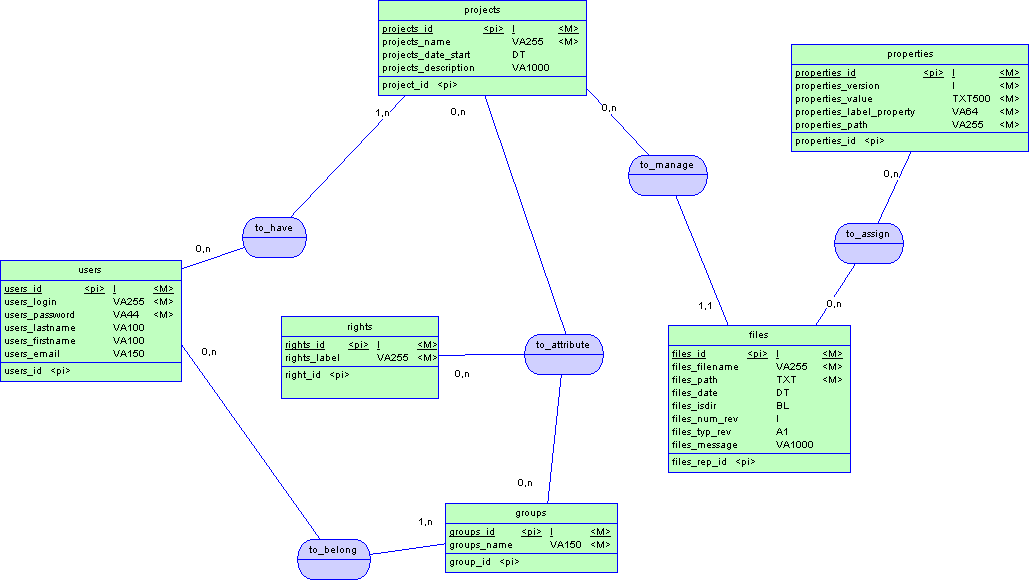 projects
projects_id <pi> I <M>
projects_name VA255 <M>
projects_date_start DT
projects_description VA1000
project_id <pi>
properties
properties_id <pi> I <M>
properties_version I <M>
properties_value TXT500 <M>
properties_label_property VA64 <M>
properties_path VA255 <M>
properties_id <pi>
1,n
0,n
0,n
to_manage
0,n
to_have
0,n
to_assign
0,n
1,1
users
users_id <pi> I <M>
users_login VA255 <M>
users_password VA44 <M>
users_lastname VA100
users_firstname VA100
users_email VA150
users_id <pi>
0,n
rights
rights_id <pi> I <M>
rights_label VA255 <M>
right_id <pi>
to_attribute
0,n
files
files_id <pi> I <M>
files_filename VA255 <M>
files_path TXT <M>
files_date DT
files_isdir BL
files_num_rev I
files_typ_rev A1
files_message VA1000
files_rep_id <pi>
0,n
0,n
1,n
to_belong
groups
groups_id <pi> I <M>
groups_name VA150 <M>
group_id <pi>